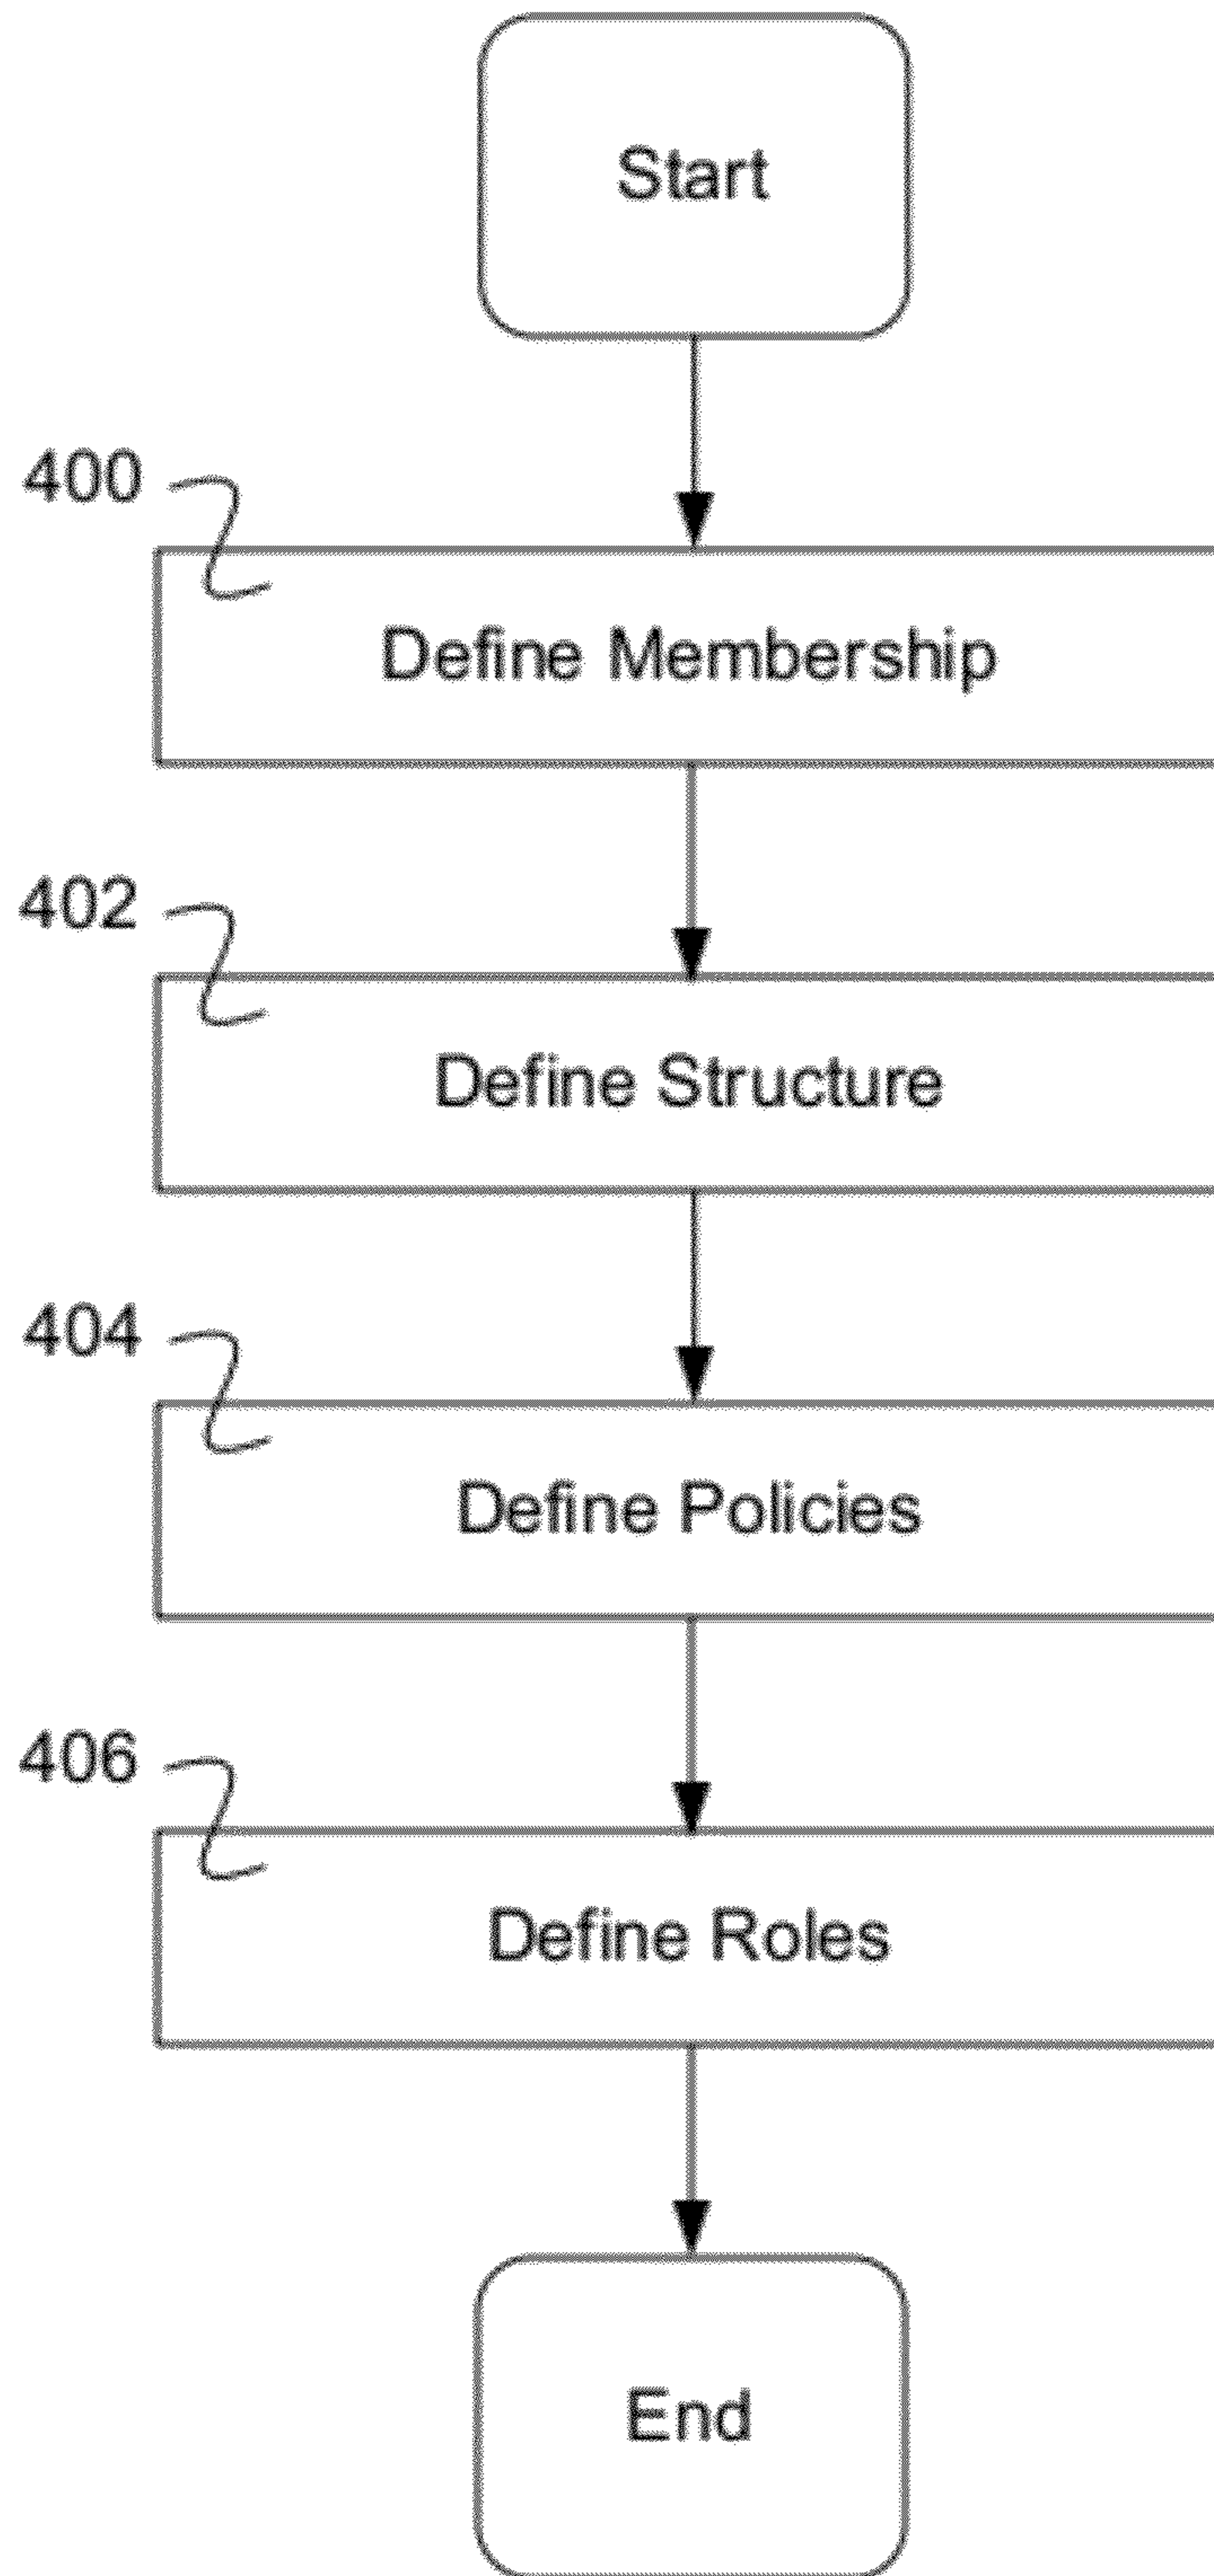 Start
400
Define Membership
402
Define Structure
404
Define Policies
406
Define Roles
End